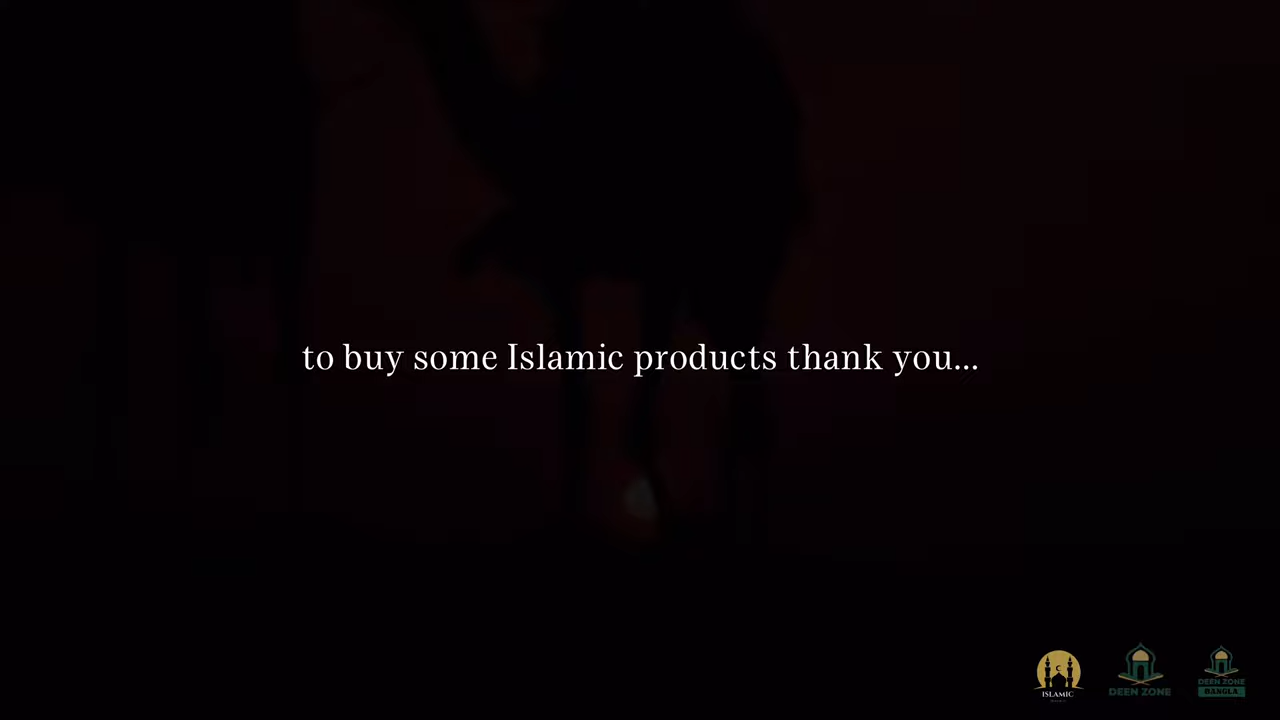 to buy some Islamic products thank you...
ISLAMIC
DEEN ZONE
DEEN ZONE
BANGLA